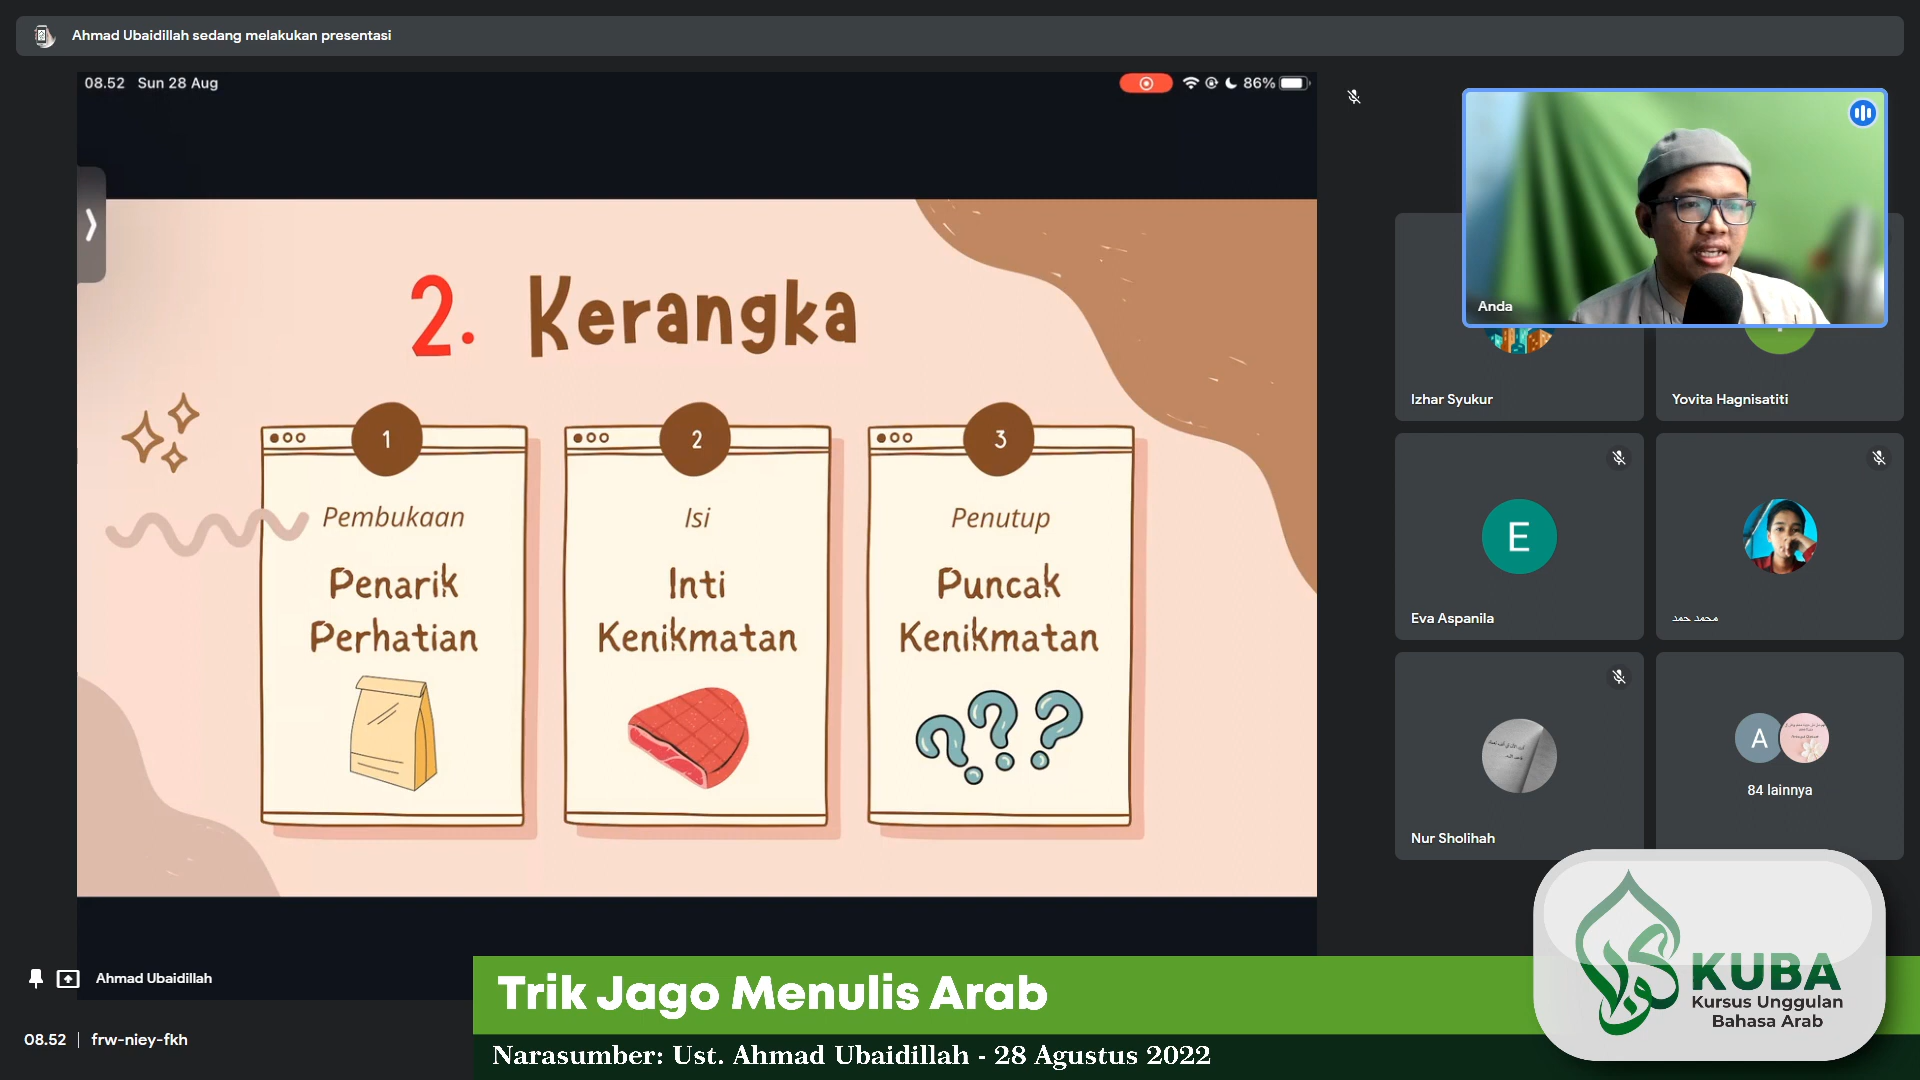 Ahmad Ubaidillah sedang melakukan presentasi
08.52 Sun 28 Aug
86%
2. Kerangka
1
Pembukaan
Penarik
Perhatian
2
Isi
Inti
Kenikmatan
3
Penutup
Puncak
Kenikmatan
???
Anda
Izhar Syukur
Yovita Hagnisatiti
E
Eva Aspanila
محمد حمد
Nur Sholihah
A
84 lainnya
Ahmad Ubaidillah
08.52 | frw-niey-fkh
Trik Jago Menulis Arab
Narasumber: Ust. Ahmad Ubaidillah - 28 Agustus 2022
KUBA
Kursus Unggulan
Bahasa Arab